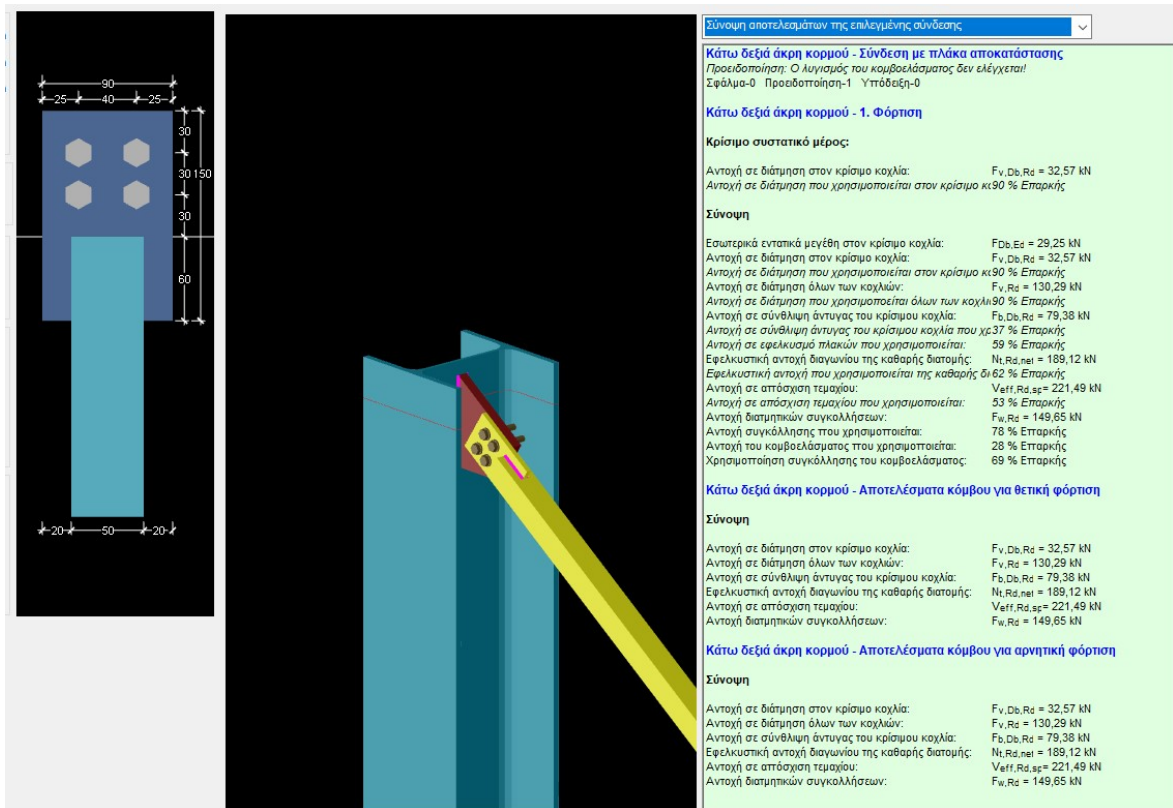 90
25 40 25
30
30
150
30
60
20 50 20
Σύνοψη αποτελεσμάτων της επιλεγμένης σύνδεσης
Κάτω δεξιά άκρη κορμού - Σύνδεση με πλάκα αποκατάστασης
Προειδοποίηση: Ο λυγισμός του κομβοελάσματος δεν ελέγχεται!
Σφάλμα-0 Προειδοποίηση-1 Υπόδειξη-0
Κάτω δεξιά άκρη κορμού - 1. Φόρτιση
Κρίσιμο συστατικό μέρος:
Αντοχή σε διάτμηση στον κρίσιμο κοχλία: Fv,Db,Rd = 32,57 kN
Αντοχή σε διάτμηση που χρησιμοποιείται στον κρίσιμο κο 90 % Επαρκής
Σύνοψη
Εσωτερικά εντατικά μεγέθη στον κρίσιμο κοχλία: FDb,Ed = 29,25 kN
Αντοχή σε διάτμηση στον κρίσιμο κοχλία: Fv,Db,Rd = 32,57 kN
Αντοχή σε διάτμηση που χρησιμοποιείται στον κρίσιμο κο 90 % Επαρκής
Αντοχή σε διάτμηση όλων των κοχλιών: Fv,Rd = 130,29 kN
Αντοχή σε διάτμηση που χρησιμοποείται όλων των κοχλι 90 % Επαρκής
Αντοχή σε σύνθλιψη άντυγας του κρίσιμου κοχλία: Fb,Db,Rd = 79,38 kN
Αντοχή σε σύνθλιψη άντυγας του κρίσιμου κοχλία που χρ 37 % Επαρκής
Αντοχή σε εφελκυσμό πλακών που χρησιμοποιείται: 59 % Επαρκής
Εφελκυστική αντοχή διαγωνίου της καθαρής διατομής: Nt,Rd,net = 189,12 kN
Εφελκυστική αντοχή που χρησιμοποιείται της καθαρής δι 62 % Επαρκής
Αντοχή σε απόσχιση τεμαχίου: Veff,Rd,sp= 221,49 kN
Αντοχή σε απόσχιση τεμαχίου που χρησιμοποιείται: 53 % Επαρκής
Αντοχή διατμητικών συγκολλήσεων: Fw,Rd = 149,65 kN
Αντοχή συγκόλλησης που χρησιμοποιείται: 78 % Επαρκής
Αντοχή του κομβοελάσματος που χρησιμοποιείται: 28 % Επαρκής
Χρησιμοποίηση συγκόλλησης του κομβοελάσματος: 69 % Επαρκής
Κάτω δεξιά άκρη κορμού - Αποτελέσματα κόμβου για θετική φόρτιση
Σύνοψη
Αντοχή σε διάτμηση στον κρίσιμο κοχλία: Fv,Db,Rd = 32,57 kN
Αντοχή σε διάτμηση όλων των κοχλιών: Fv,Rd = 130,29 kN
Αντοχή σε σύνθλιψη άντυγας του κρίσιμου κοχλία: Fb,Db,Rd = 79,38 kN
Εφελκυστική αντοχή διαγωνίου της καθαρής διατομής: Nt,Rd,net = 189,12 kN
Αντοχή σε απόσχιση τεμαχίου: Veff,Rd,sp= 221,49 kN
Αντοχή διατμητικών συγκολλήσεων: Fw,Rd = 149,65 kN
Κάτω δεξιά άκρη κορμού - Αποτελέσματα κόμβου για αρνητική φόρτιση
Σύνοψη
Αντοχή σε διάτμηση στον κρίσιμο κοχλία: Fv,Db,Rd = 32,57 kN
Αντοχή σε διάτμηση όλων των κοχλιών: Fv,Rd = 130,29 kN
Αντοχή σε σύνθλιψη άντυγας του κρίσιμου κοχλία: Fb,Db,Rd = 79,38 kN
Εφελκυστική αντοχή διαγωνίου της καθαρής διατομής: Nt,Rd,net = 189,12 kN
Αντοχή σε απόσχιση τεμαχίου: Veff,Rd,sp= 221,49 kN
Αντοχή διατμητικών συγκολλήσεων: Fw,Rd = 149,65 kN